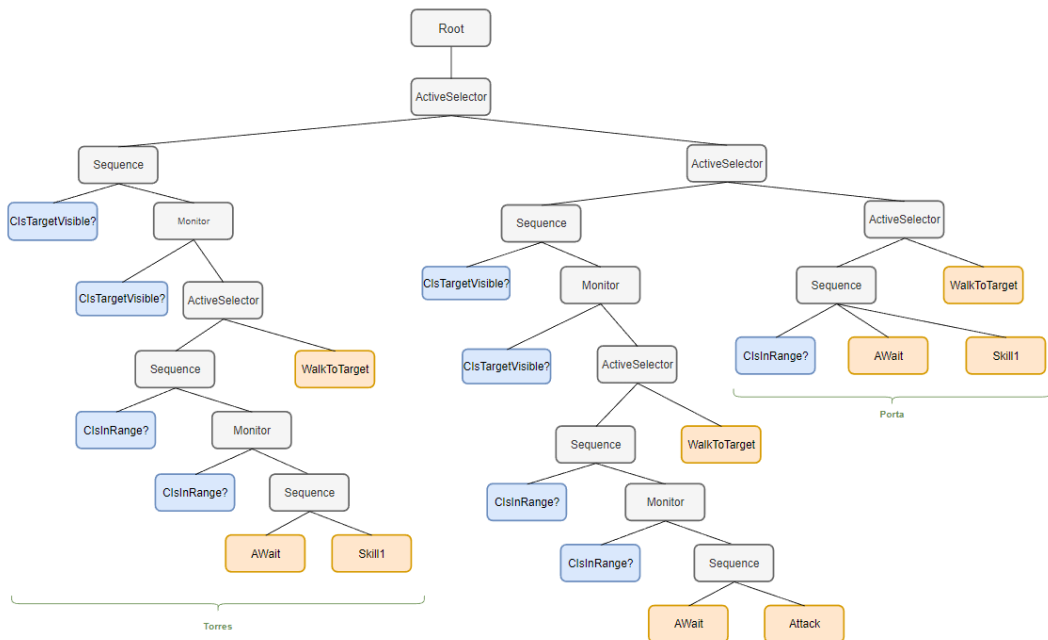 Root
ActiveSelector
Sequence
ActiveSelector
CIsTargetVisible?
Monitor
Sequence
ActiveSelector
CIsTargetVisible?
ActiveSelector
CIsTargetVisible?
Monitor
Sequence
WalkToTarget
Sequence
WalkToTarget
CIsTargetVisible?
ActiveSelector
CIsInRange?
AWait
Skill1
CIsInRange?
Monitor
Sequence
WalkToTarget
Porta
CIsInRange?
Sequence
CIsInRange?
Monitor
AWait
Skill1
CIsInRange?
Sequence
Torres
AWait
Attack